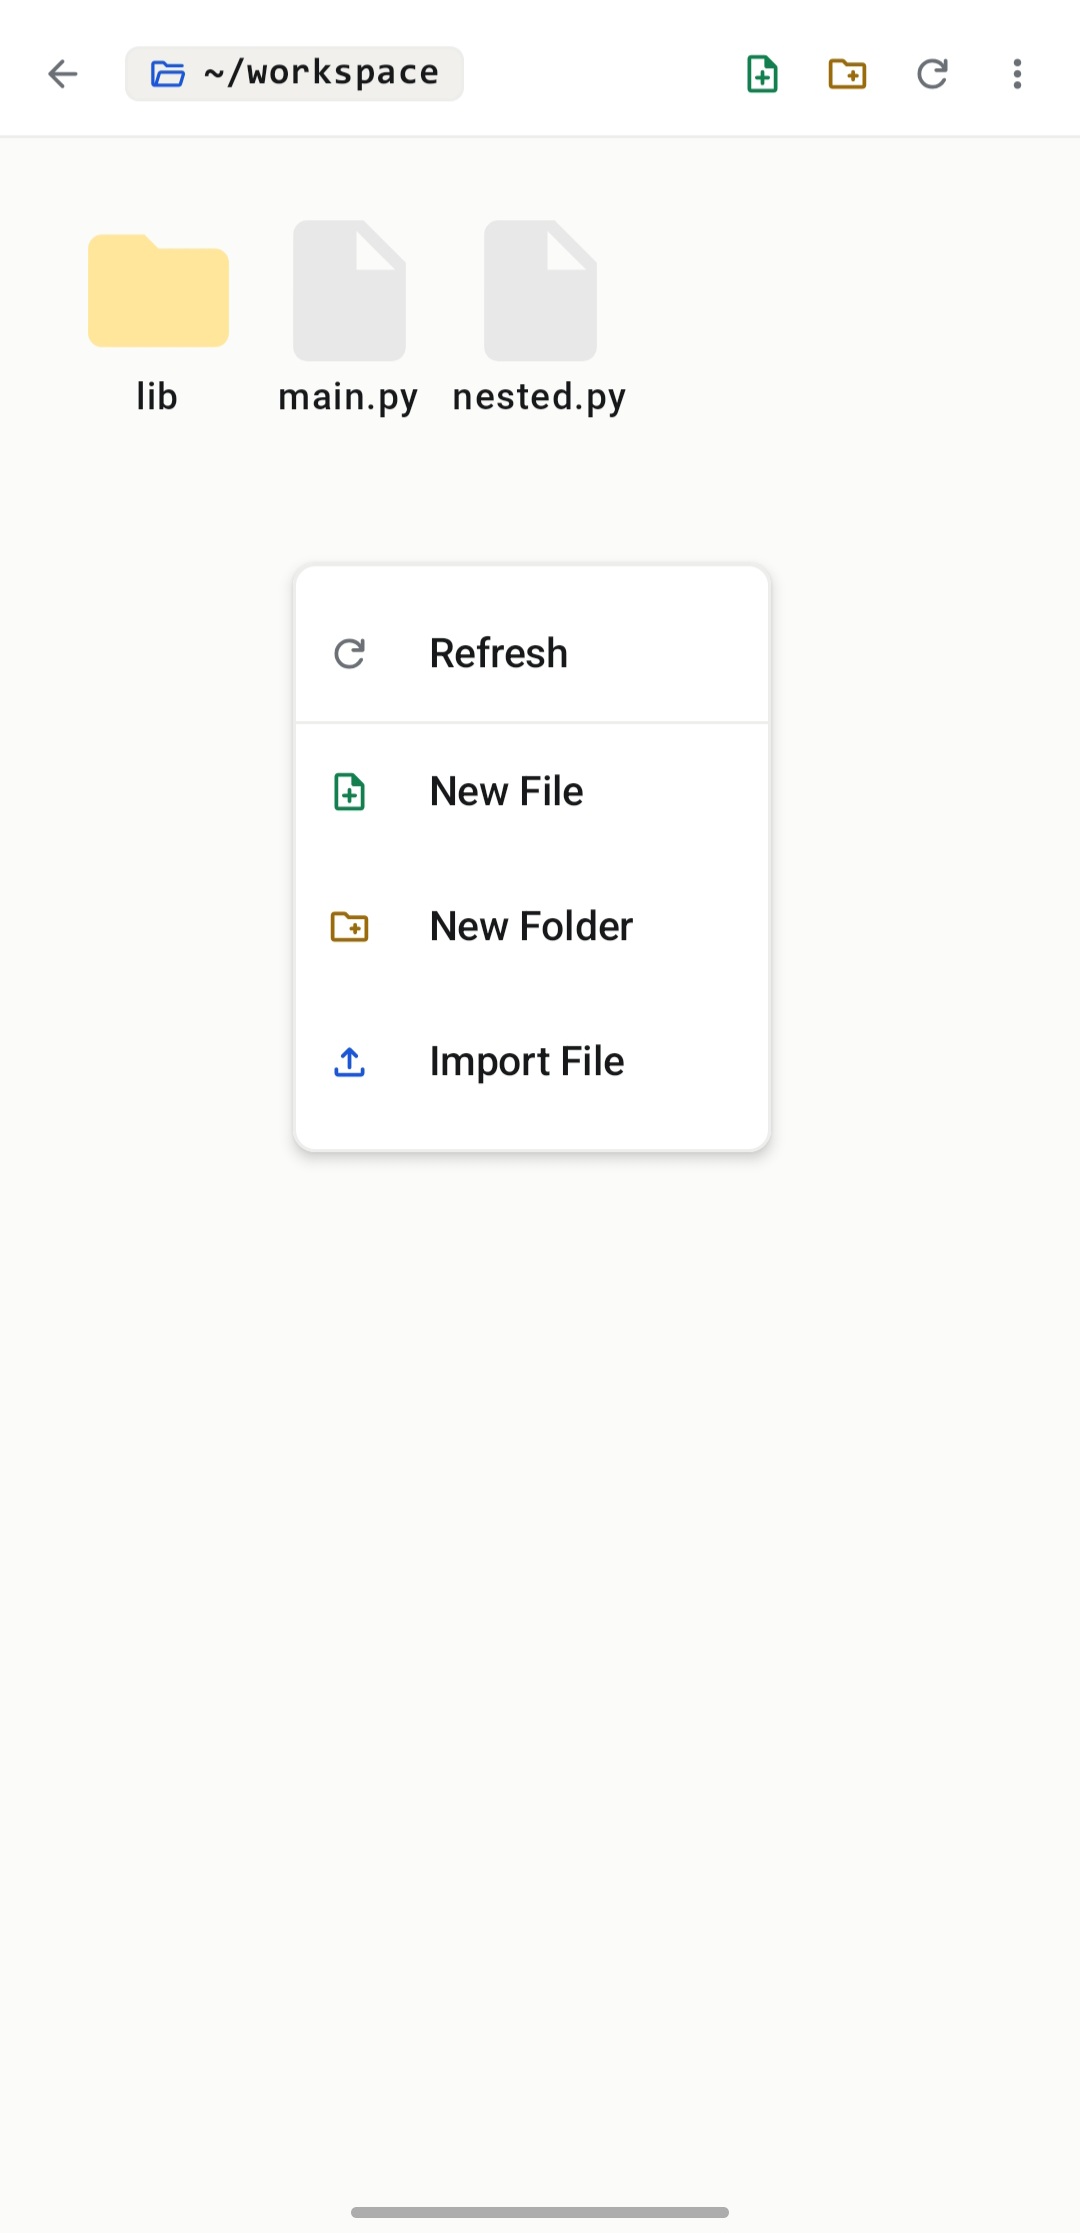 ~/workspace
lib
main.py
nested.py
Refresh
New File
New Folder
Import File